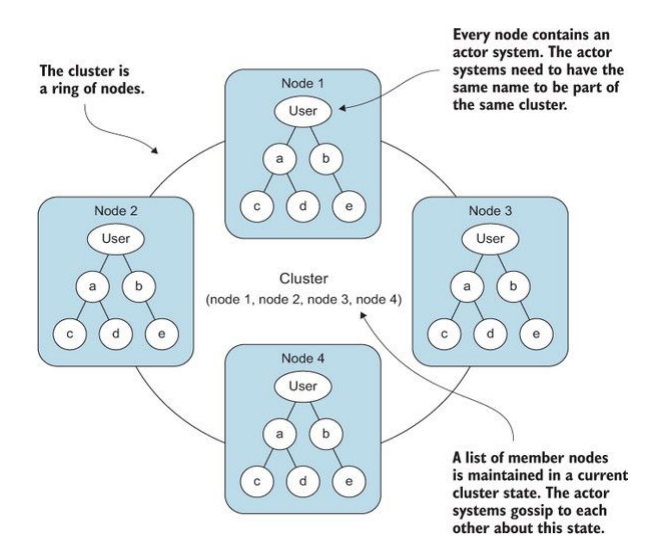 Every node contains an
actor system. The actor
systems need to have the
same name to be part of
the same cluster.
The cluster is
a ring of nodes.
Node 1
User
a b
c d e
Node 2
User
a b
c d e
Node 3
User
a b
c d e
Cluster
(node 1, node 2, node 3, node 4)
Node 4
User
a b
c d e
A list of member nodes
is maintained in a current
cluster state. The actor
systems gossip to each
other about this state.